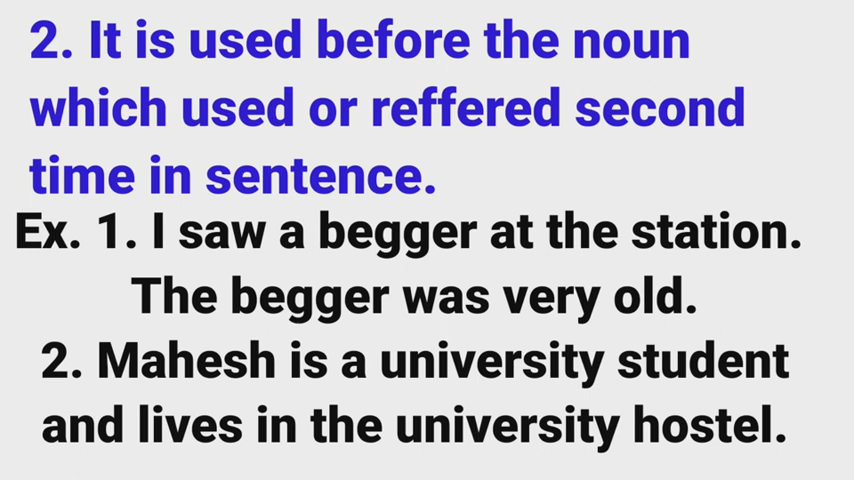 2. It is used before the noun
which used or reffered second
time in sentence.
Ex. 1. I saw a begger at the station.
The begger was very old.
2. Mahesh is a university student
and lives in the university hostel.